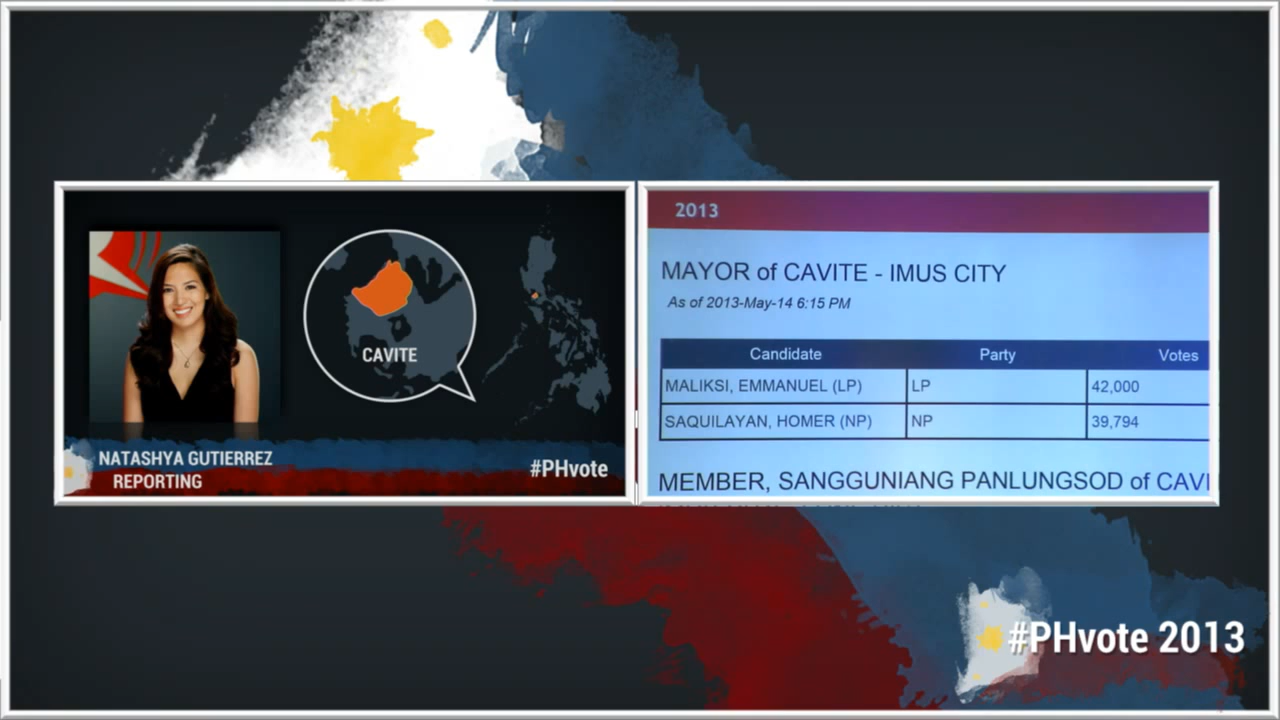 CAVITE
NATASHYA GUTIERREZ
REPORTING
#PHvote
2013
MAYOR of CAVITE - IMUS CITY
As of 2013-May-14 6:15 PM
Candidate Party Votes
MALIKSI, EMMANUEL (LP) LP 42,000
SAQUILAYAN, HOMER (NP) NP 39,794
MEMBER, SANGGUNIANG PANLUNGSOD of CAVI
#PHvote 2013